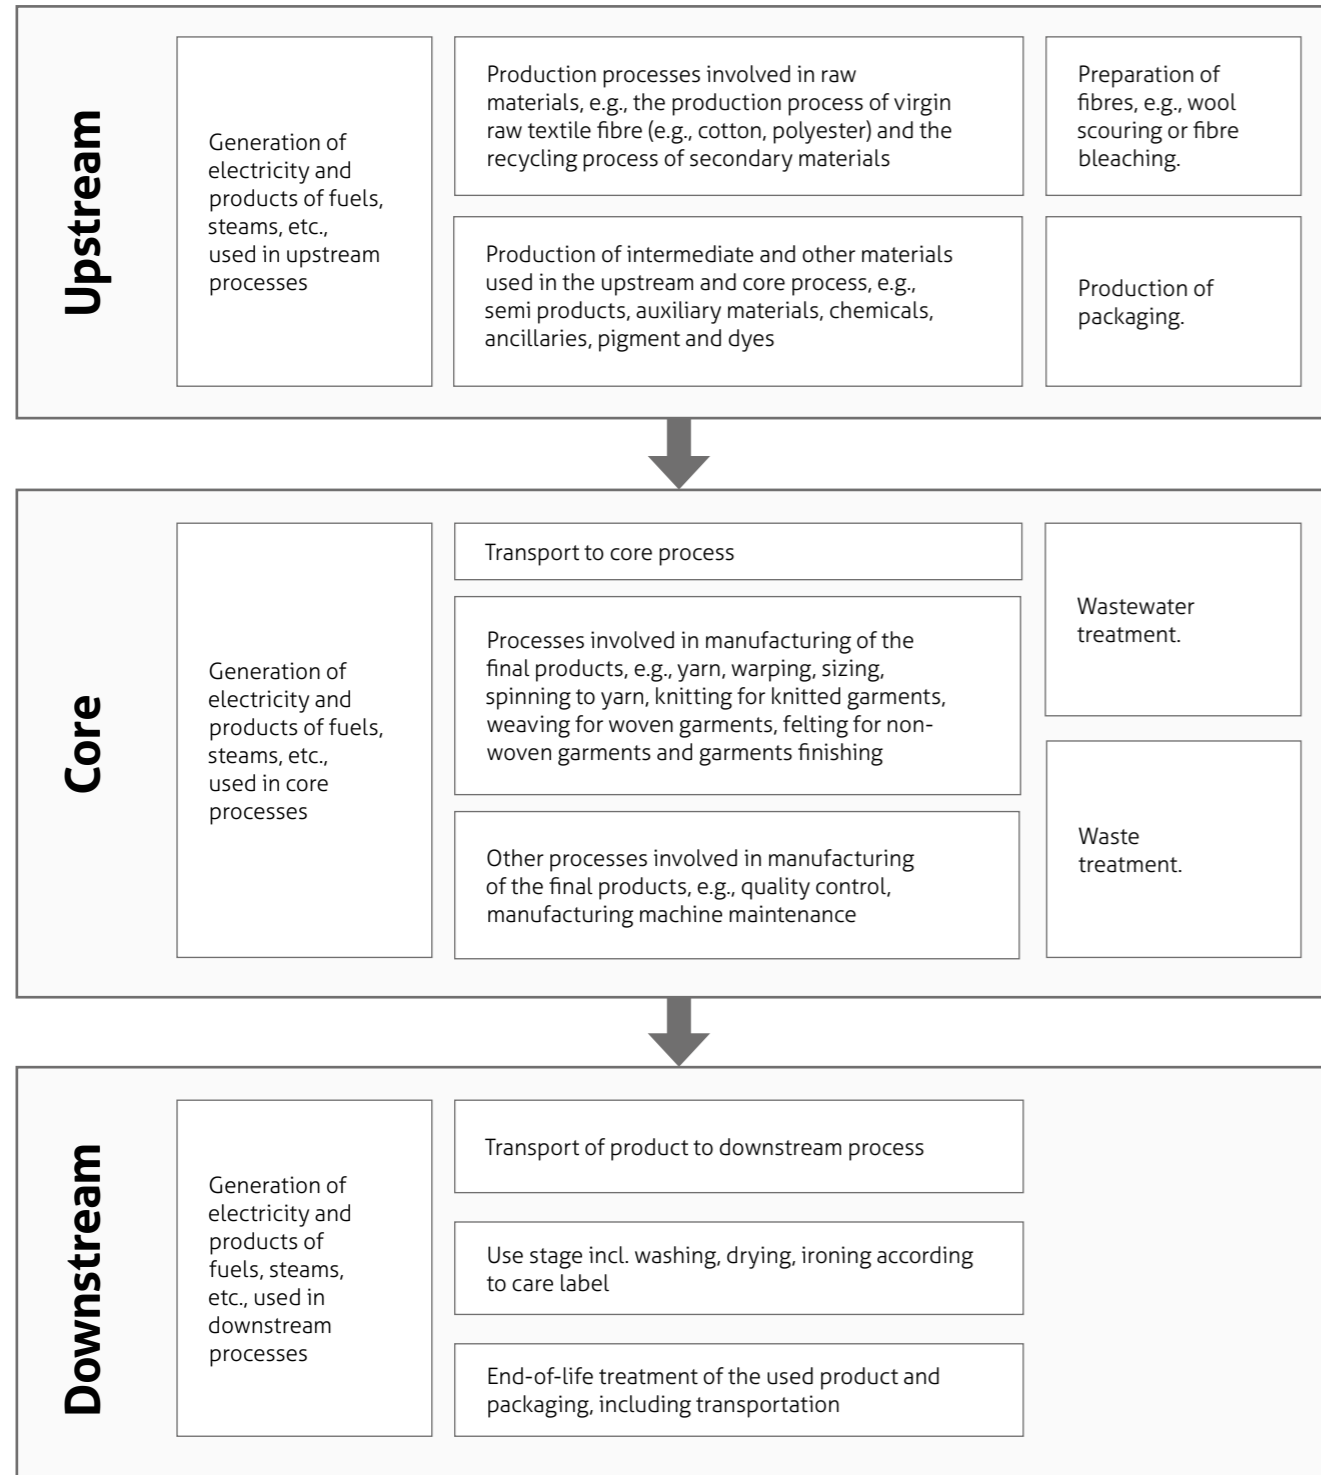 Upstream
Generation of
electricity and
products of fuels,
steams, etc.,
used in upstream
processes
Production processes involved in raw
materials, e.g., the production process of virgin
raw textile fibre (e.g., cotton, polyester) and the
recycling process of secondary materials
Preparation of
fibres, e.g., wool
scouring or fibre
bleaching.
Production of intermediate and other materials
used in the upstream and core process, e.g.,
semi products, auxiliary materials, chemicals,
ancillaries, pigment and dyes
Production of
packaging.
Core
Generation of
electricity and
products of fuels,
steams, etc.,
used in core
processes
Transport to core process
Processes involved in manufacturing of the
final products, e.g., yarn, warping, sizing,
spinning to yarn, knitting for knitted garments,
weaving for woven garments, felting for non-
woven garments and garments finishing
Other processes involved in manufacturing
of the final products, e.g., quality control,
manufacturing machine maintenance
Wastewater
treatment.
Waste
treatment.
Downstream
Generation of
electricity and
products of
fuels, steams,
etc., used in
downstream
processes
Transport of product to downstream process
Use stage incl. washing, drying, ironing according
to care label
End-of-life treatment of the used product and
packaging, including transportation